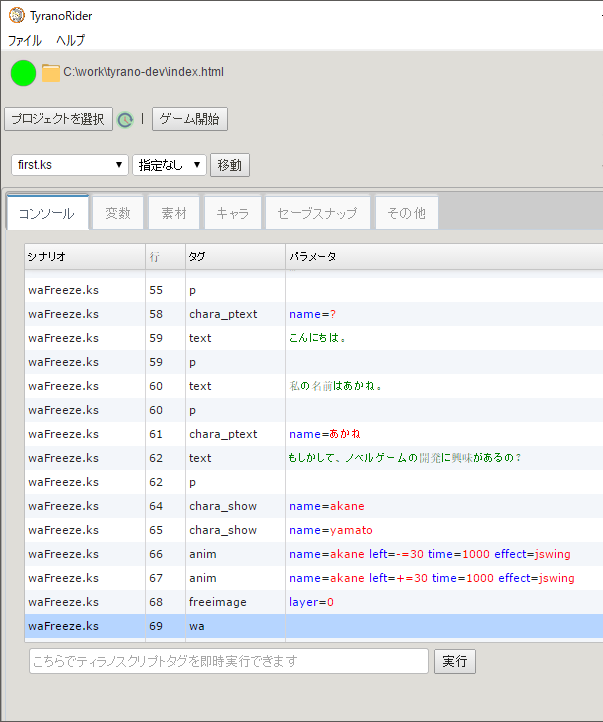 TyranoRider
ファイル ヘルプ
C:\work\tyrano-dev\index.html
プロジェクトを選択 | ゲーム開始
first.ks 指定なし 移動
コンソール 変数 素材 キャラ セーブスナップ その他
シナリオ 行 タグ パラメータ
waFreeze.ks 55 p
waFreeze.ks 58 chara_ptext name=?
waFreeze.ks 59 text こんにちは。
waFreeze.ks 59 p
waFreeze.ks 60 text 私の名前はあかね。
waFreeze.ks 60 p
waFreeze.ks 61 chara_ptext name=あかね
waFreeze.ks 62 text もしかして、ノベルゲームの開発に興味があるの?
waFreeze.ks 62 p
waFreeze.ks 64 chara_show name=akane
waFreeze.ks 65 chara_show name=yamato
waFreeze.ks 66 anim name=akane left=-=30 time=1000 effect=jswing
waFreeze.ks 67 anim name=akane left=+=30 time=1000 effect=jswing
waFreeze.ks 68 freeimage layer=0
waFreeze.ks 69 wa
こちらでティラノスクリプトタグを即時実行できます 実行